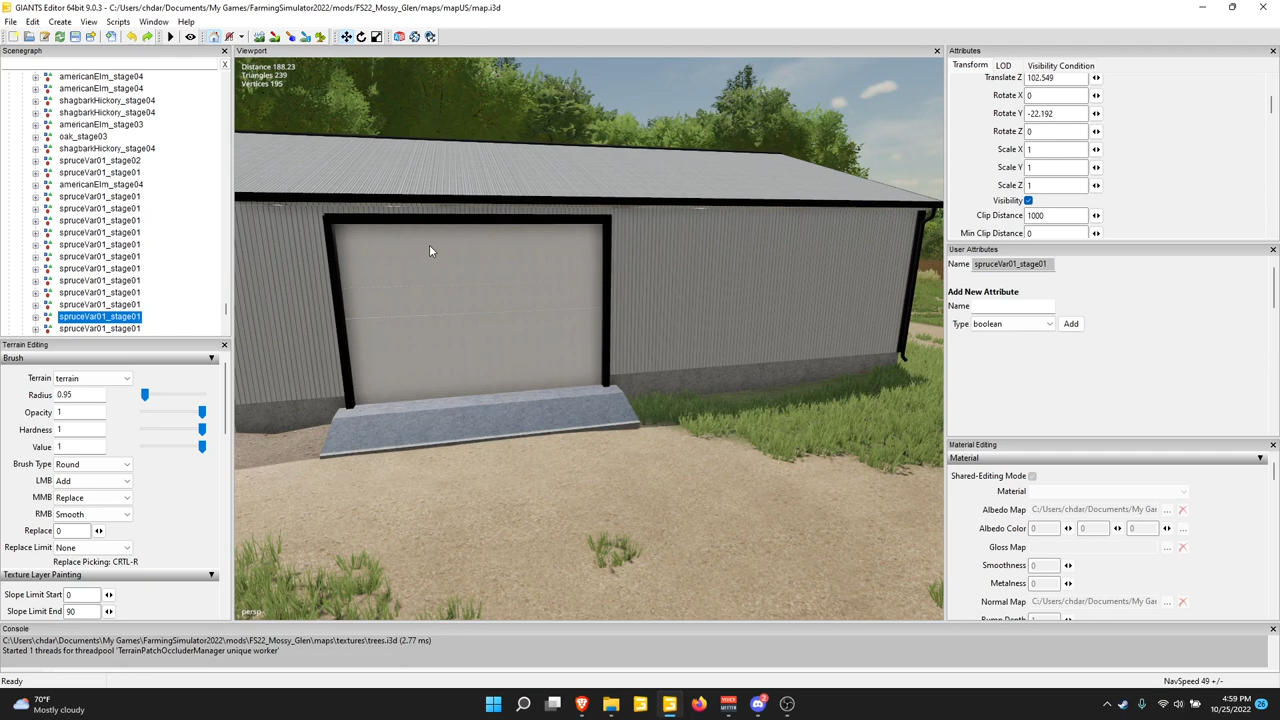 GIANTS Editor 64bit 9.0.3 - C:/Users/chdar/Documents/My Games/FarmingSimulator2022/mods/FS22_Mossy_Glen/maps/mapUS/map.i3d
File Edit Create View Scripts Window Help
Scenegraph
X
americanElm_stage04
americanElm_stage04
shagbarkHickory_stage04
shagbarkHickory_stage04
americanElm_stage03
oak_stage03
shagbarkHickory_stage04
spruceVar01_stage02
spruceVar01_stage01
americanElm_stage04
spruceVar01_stage01
spruceVar01_stage01
spruceVar01_stage01
spruceVar01_stage01
spruceVar01_stage01
spruceVar01_stage01
spruceVar01_stage01
spruceVar01_stage01
spruceVar01_stage01
spruceVar01_stage01
spruceVar01_stage01
spruceVar01_stage01
Terrain Editing
Brush
Terrain terrain
Radius 0.95
Opacity 1
Hardness 1
Value 1
Brush Type Round
LMB Add
MMB Replace
RMB Smooth
Replace 0
Replace Limit None
Replace Picking: CRTL-R
Texture Layer Painting
Slope Limit Start 0
Slope Limit End 90
Viewport
Distance 188.23
Triangles 239
Vertices 195
persp
Attributes
Transform LOD Visibility Condition
Translate Z 102.549
Rotate X 0
Rotate Y -22.192
Rotate Z 0
Scale X 1
Scale Y 1
Scale Z 1
Visibility
Clip Distance 1000
Min Clip Distance 0
User Attributes
Name spruceVar01_stage01
Add New Attribute
Name
Type boolean Add
Material Editing
Material
Shared-Editing Mode
Material
Albedo Map C:/Users/chdar/Documents/My Gar ...
Albedo Color 0 0 0 ...
Gloss Map ...
Smoothness 0
Metalness 0
Normal Map C:/Users/chdar/Documents/My Gar ...
Bump Depth 1
Console
C:\Users\chdar\Documents\My Games\FarmingSimulator2022\mods\FS22_Mossy_Glen\maps\textures\trees.i3d (2.77 ms)
Started 1 threads for threadpool 'TerrainPatchOccluderManager unique worker'
Ready
NavSpeed 49 +/-
70°F
Mostly cloudy
4:59 PM
10/25/2022
26